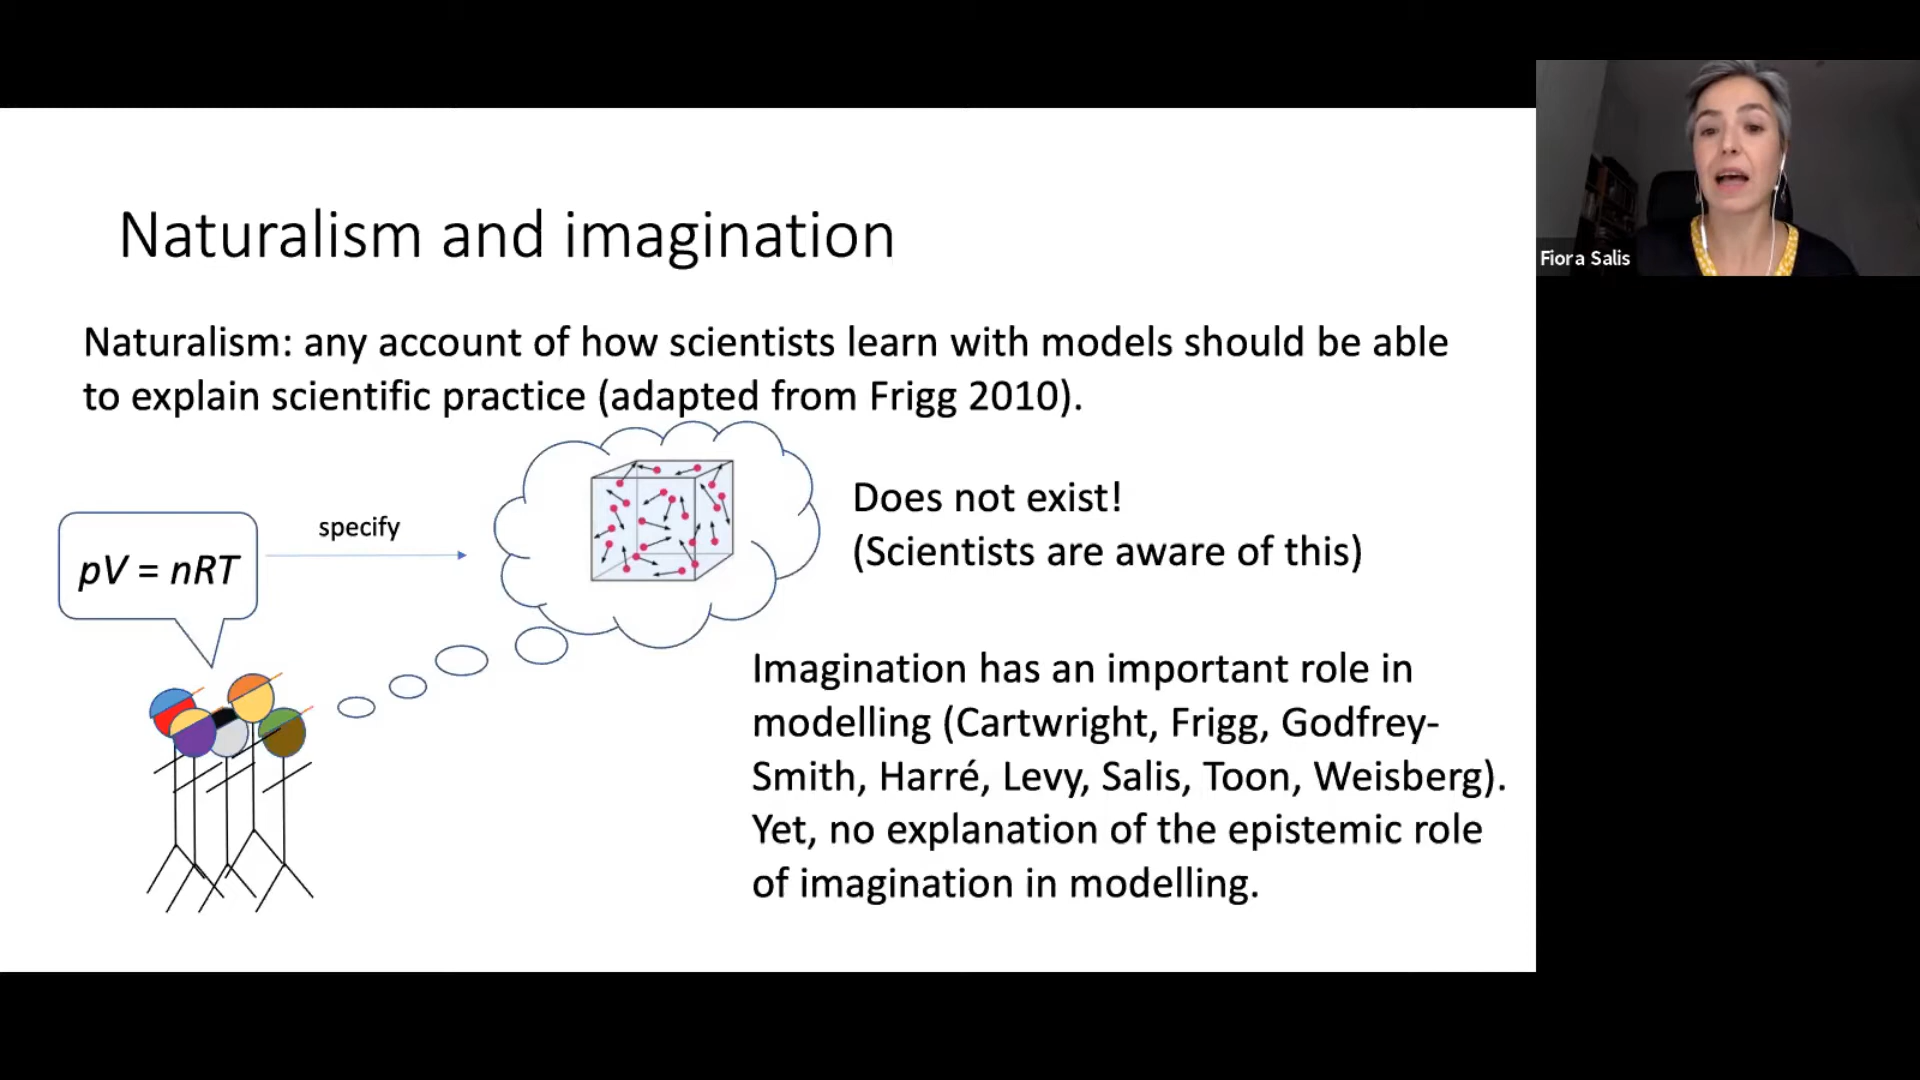 Naturalism and imagination
Naturalism: any account of how scientists learn with models should be able
to explain scientific practice (adapted from Frigg 2010).
specify
pV = nRT
Does not exist!
(Scientists are aware of this)
Imagination has an important role in
modelling (Cartwright, Frigg, Godfrey-
Smith, Harré, Levy, Salis, Toon, Weisberg).
Yet, no explanation of the epistemic role
of imagination in modelling.
Fiora Salis